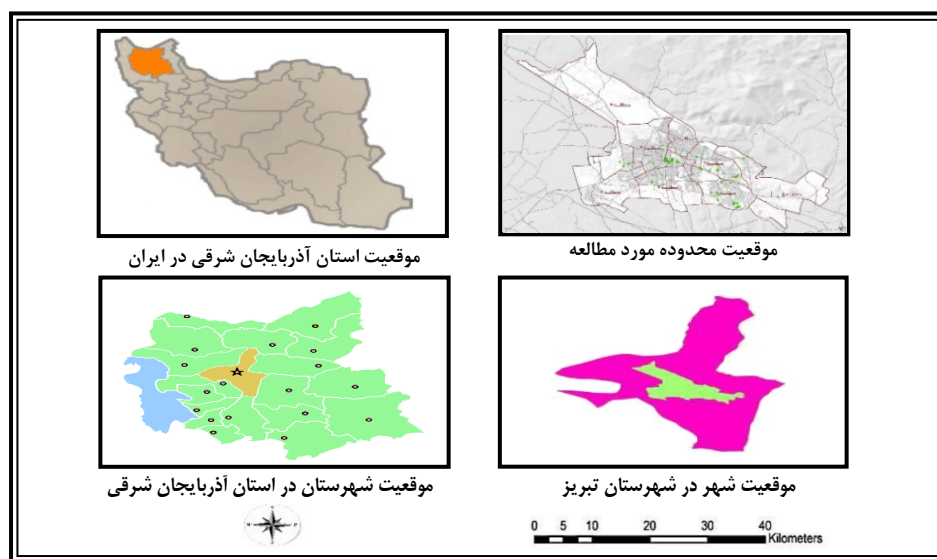 موقعیت استان آذربایجان شرقی در ایران
موقعیت محدوده مورد مطالعه
موقعیت شهرستان در استان آذربایجان شرقی
موقعیت شهر در شهرستان تبریز
0 5 10 20 30 40
Kilometers